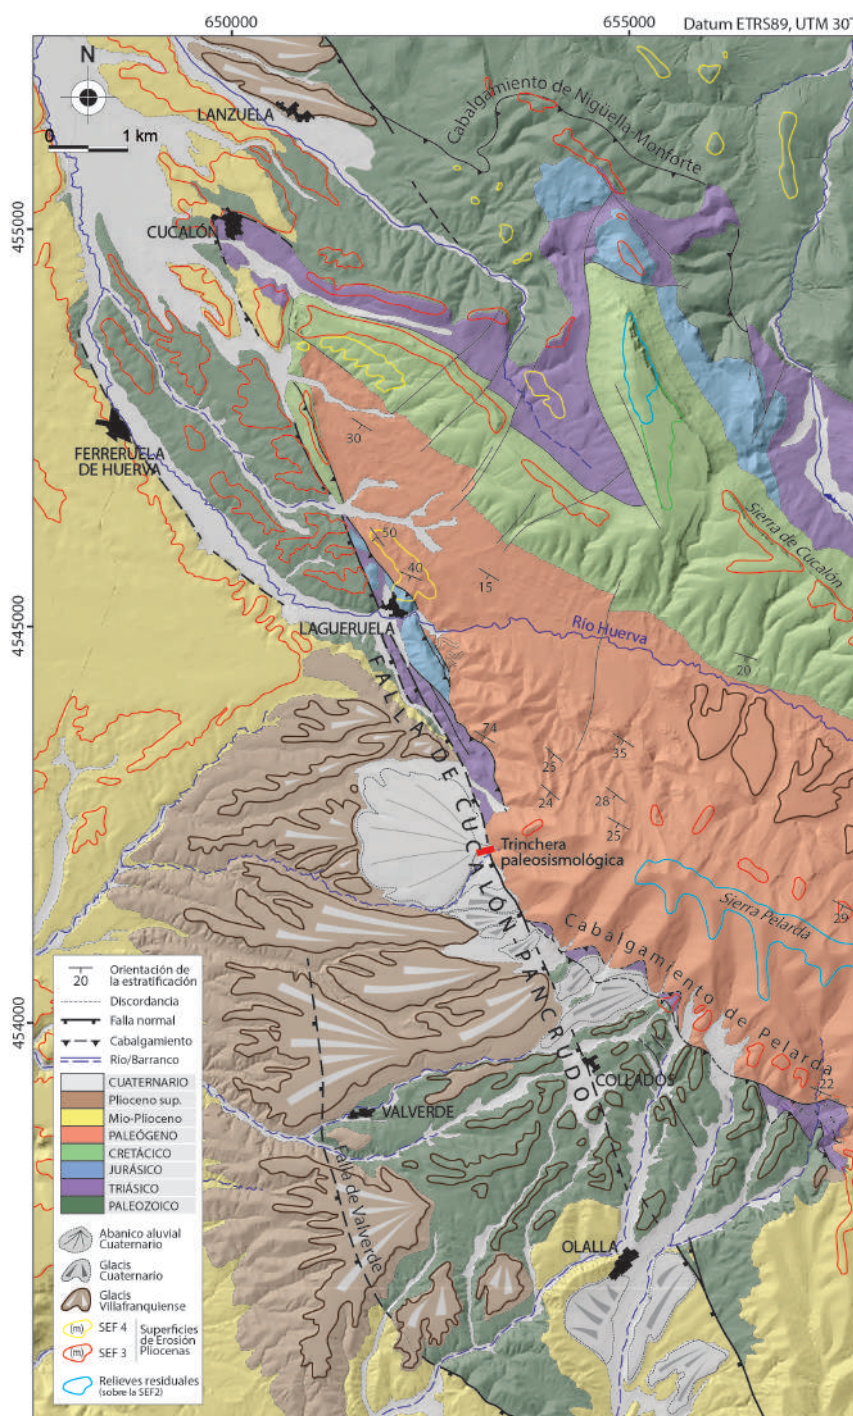 650000
655000
Datum ETRS89, UTM 30T
N
0
1 km
LANZUELA
Cabalgamiento de Nigüella-Monforte
455000
CUCALÓN
FERRERUELA
DE HUERVA
30
50
40
15
Sierra de Cucalón
4545000
LAGUERUELA
Río Huerva
20
FALLA DE CUCALÓN-PANCRUDO
74
35
25
24
28
25
Trinchera
paleosismológica
Sierra Pelarda
29
Cabalgamiento de Pelarda
454000
22
COLLADOS
VALVERDE
Falla de Valverde
OLALLA
20
Orientación de
la estratificación
Discordancia
Falla normal
Cabalgamiento
Río/Barranco
CUATERNARIO
Plioceno sup.
Mio-Plioceno
PALEÓGENO
CRETÁCICO
JURÁSICO
TRIÁSICO
PALEOZOICO
Abanico aluvial
Cuaternario
Glacis
Cuaternario
Glacis
Villafranquiense
(m) SEF 4
(m) SEF 3
Superficies
de Erosión
Pliocenas
Relieves residuales
(sobre la SEF2)